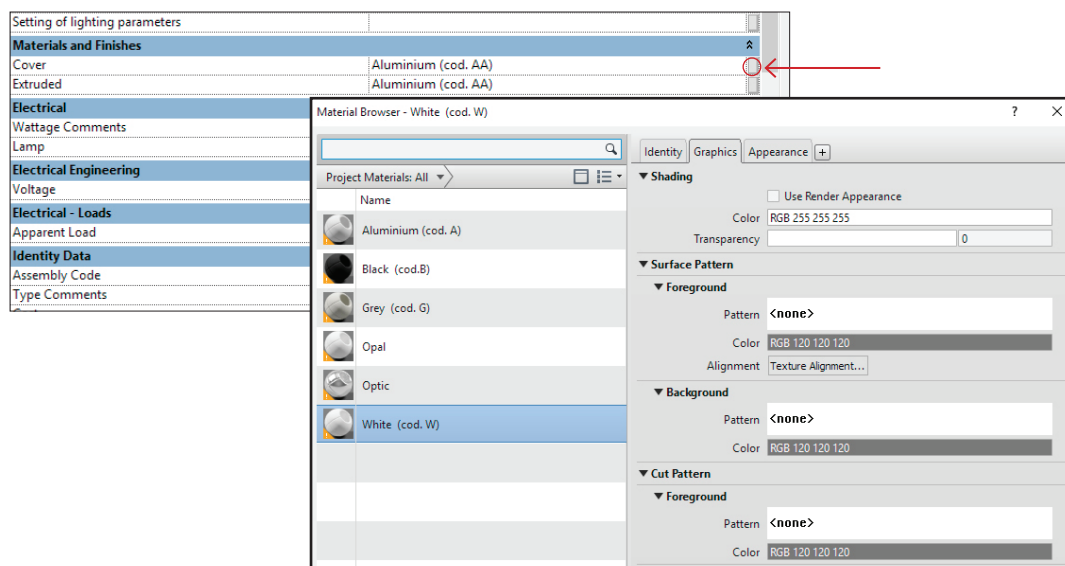 Setting of lighting parameters
Materials and Finishes
Cover Aluminium (cod. AA)
Extruded Aluminium (cod. AA)
Electrical
Wattage Comments
Lamp
Electrical Engineering
Voltage
Electrical - Loads
Apparent Load
Identity Data
Assembly Code
Type Comments
Material Browser - White (cod. W) ?
Project Materials: All
Name
Aluminium (cod. A)
Black (cod.B)
Grey (cod. G)
Opal
Optic
White (cod. W)
Identity Graphics Appearance +
Shading
Use Render Appearance
Color RGB 255 255 255
Transparency 0
Surface Pattern
Foreground
Pattern <none>
Color RGB 120 120 120
Alignment Texture Alignment...
Background
Pattern <none>
Color RGB 120 120 120
Cut Pattern
Foreground
Pattern <none>
Color RGB 120 120 120